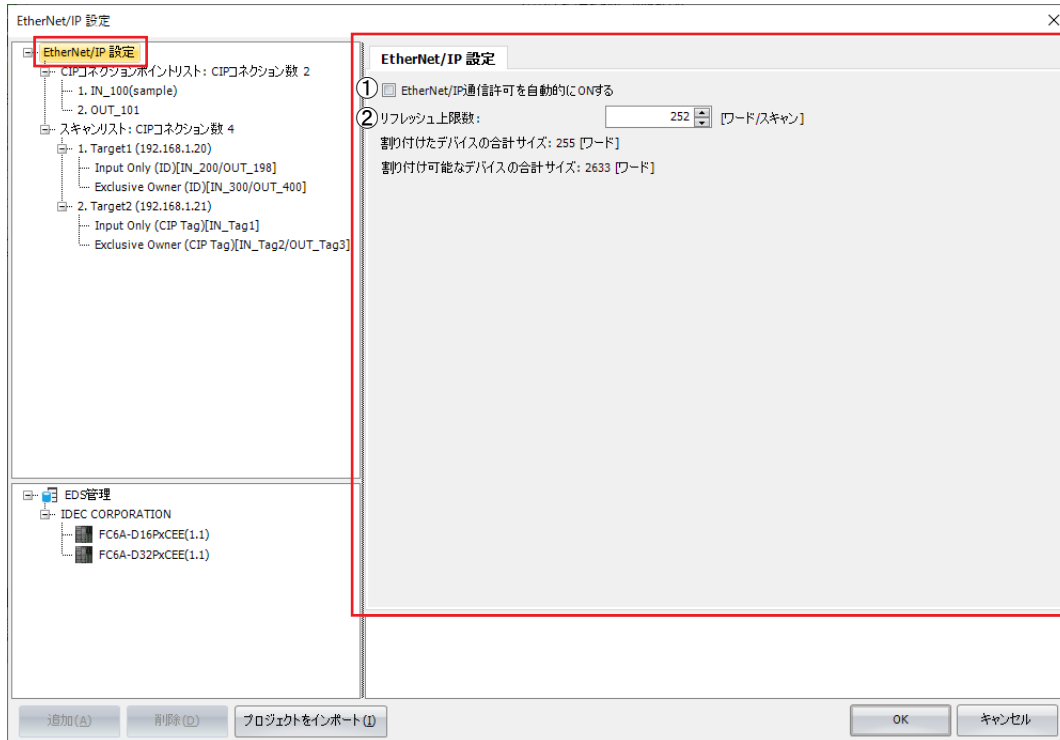 EtherNet/IP 設定
EtherNet/IP 設定
CIPコネクションポイントリスト: CIPコネクション数 2
1. IN_100(sample)
2. OUT_101
スキャンリスト: CIPコネクション数 4
1. Target1 (192.168.1.20)
Input Only (ID)[IN_200/OUT_198]
Exclusive Owner (ID)[IN_300/OUT_400]
2. Target2 (192.168.1.21)
Input Only (CIP Tag)[IN_Tag1]
Exclusive Owner (CIP Tag)[IN_Tag2/OUT_Tag3]
EtherNet/IP 設定
① EtherNet/IP通信許可を自動的にONする
② リフレッシュ上限数: 252 [ワード/スキャン]
割り付けたデバイスの合計サイズ: 255 [ワード]
割り付け可能なデバイスの合計サイズ: 2633 [ワード]
EDS管理
IDEC CORPORATION
FC6A-D16PxCEE(1.1)
FC6A-D32PxCEE(1.1)
追加(A) 削除(D) プロジェクトをインポート(I) OK キャンセル